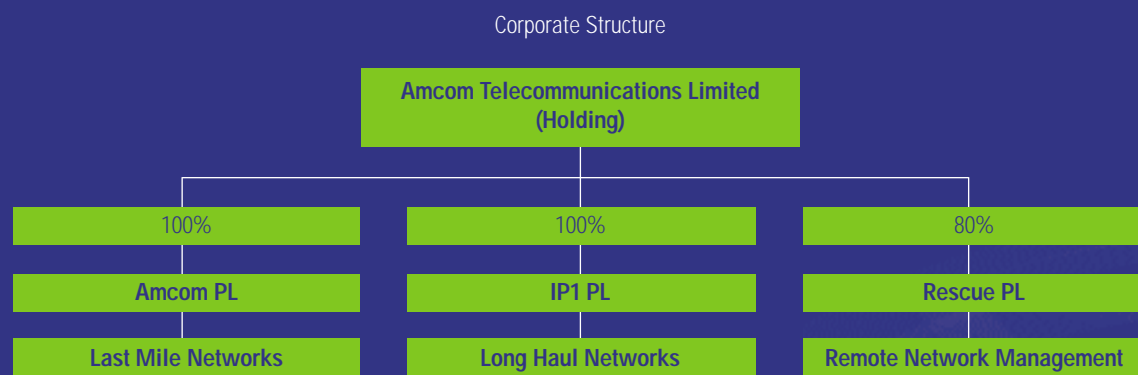 Corporate Structure
Amcom Telecommunications Limited
(Holding)
100%
100%
80%
Amcom PL
IP1 PL
Rescue PL
Last Mile Networks
Long Haul Networks
Remote Network Management